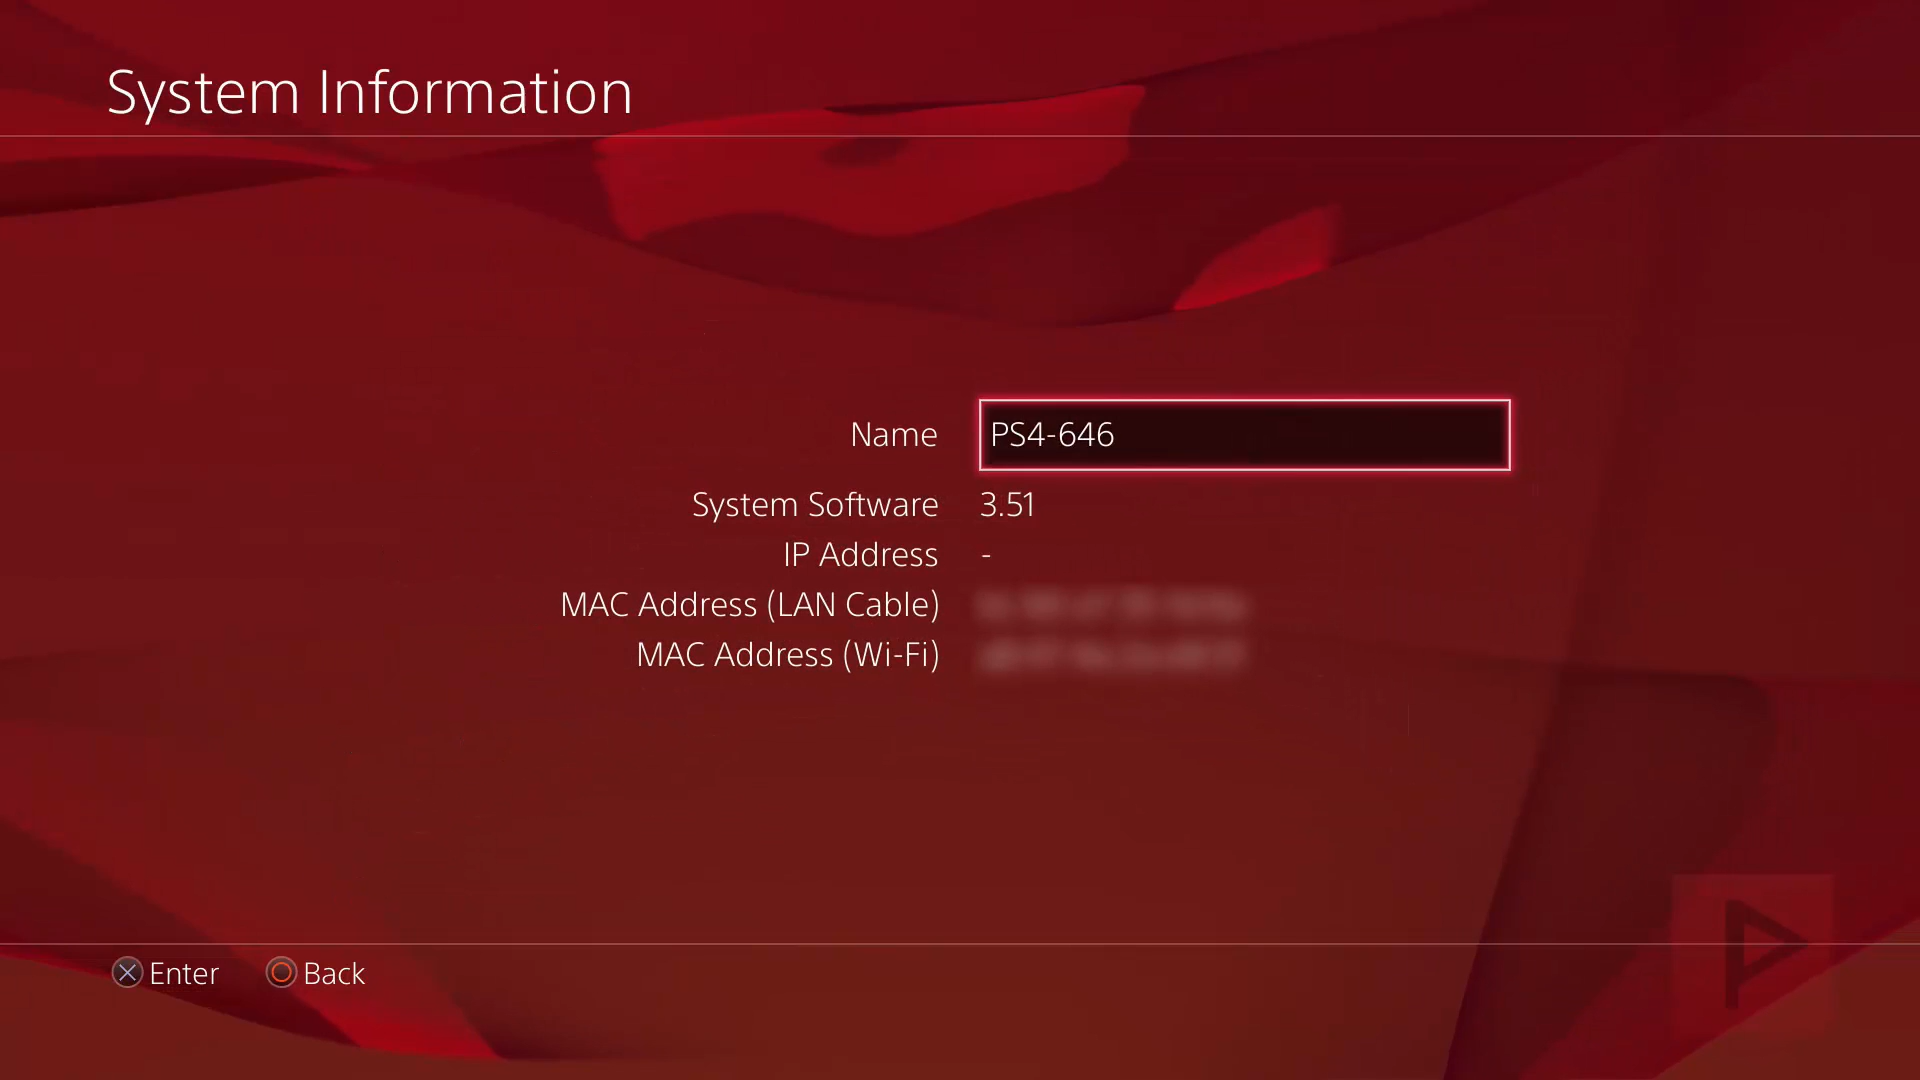 System Information
Name PS4-646
System Software 3.51
IP Address -
MAC Address (LAN Cable)
MAC Address (Wi-Fi)
Enter Back